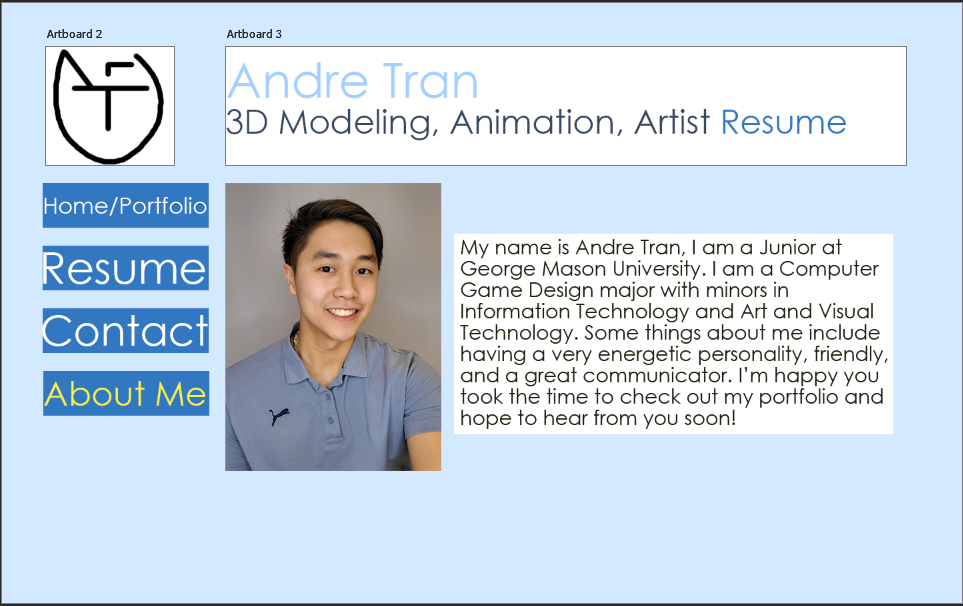 Artboard 2
Artboard 3
Andre Tran
3D Modeling, Animation, Artist Resume
Home/Portfolio
Resume
Contact
About Me
My name is Andre Tran, I am a Junior at
George Mason University. I am a Computer
Game Design major with minors in
Information Technology and Art and Visual
Technology. Some things about me include
having a very energetic personality, friendly,
and a great communicator. I’m happy you
took the time to check out my portfolio and
hope to hear from you soon!